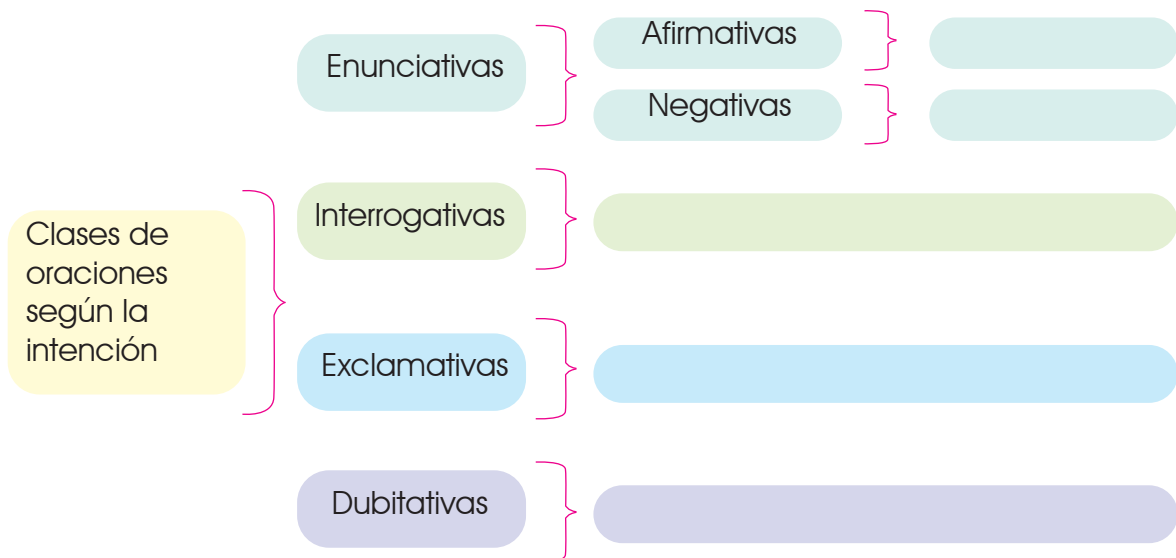 Clases de
oraciones
según la
intención
Enunciativas
Afirmativas
Negativas
Interrogativas
Exclamativas
Dubitativas